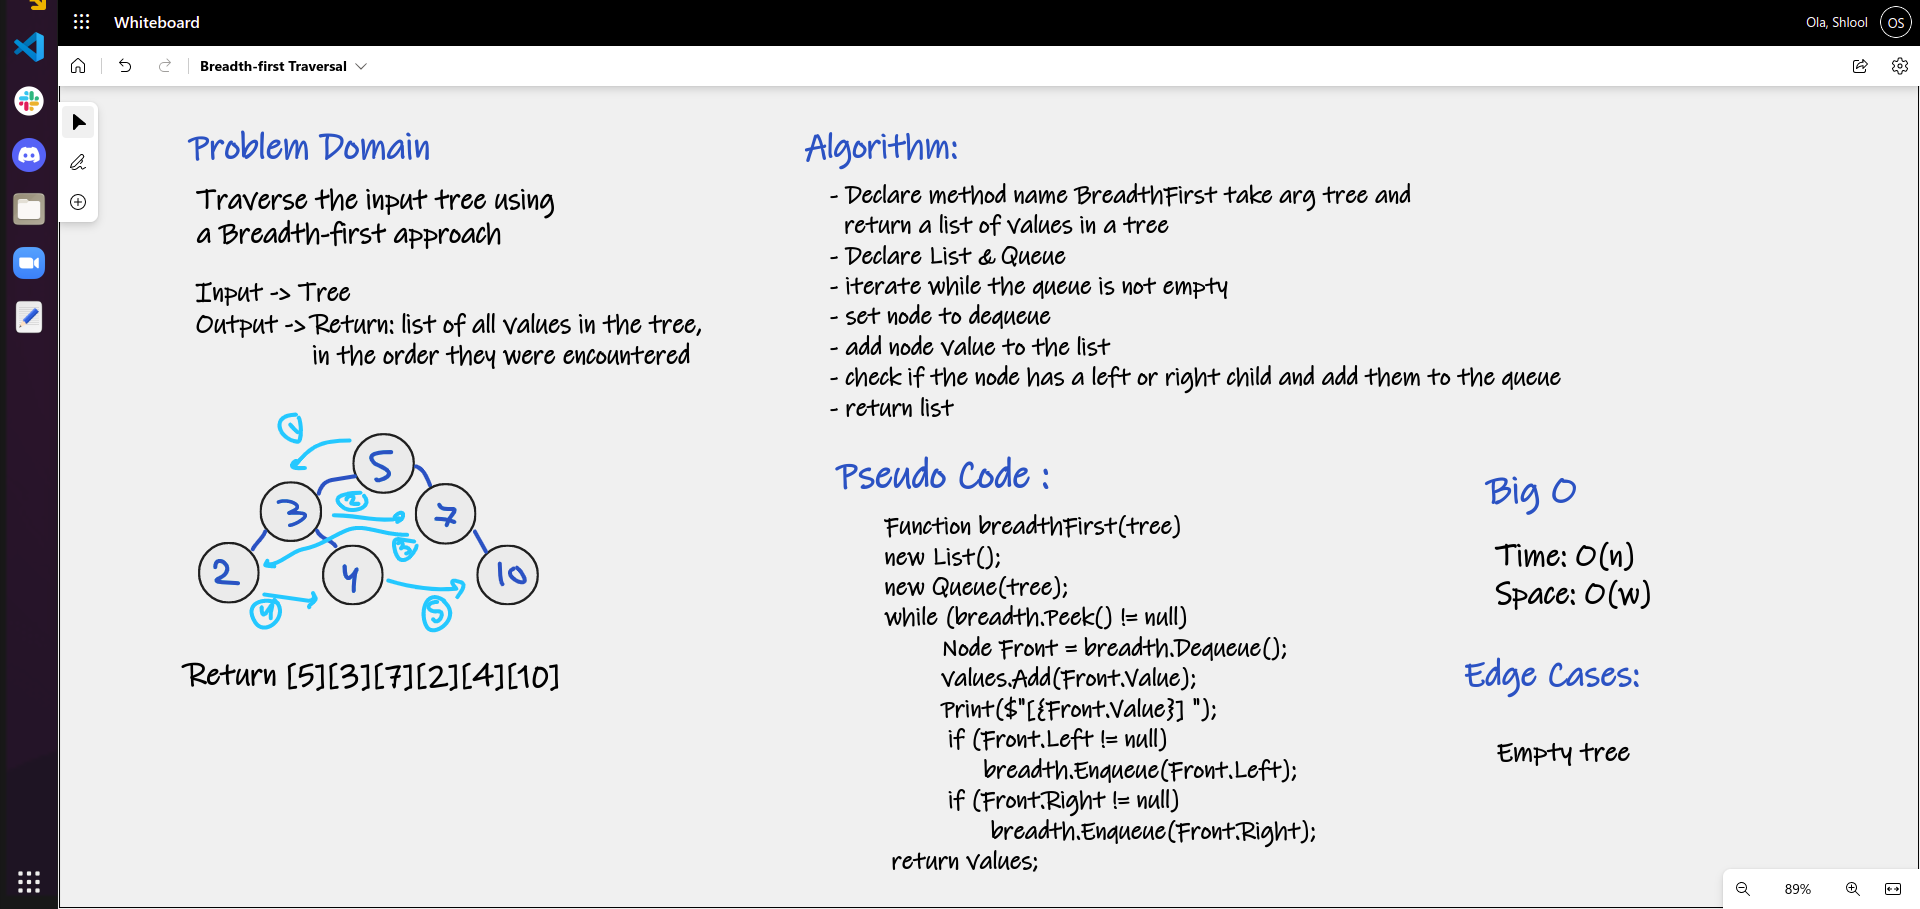 Whiteboard
Ola, Shlool
OS
Breadth-first Traversal
Problem Domain
Traverse the input tree using
a Breadth-first approach
Input -> Tree
Output -> Return: list of all values in the tree,
in the order they were encountered
1
5
3
2
7
3
2
4
10
4
5
Return [5][3][7][2][4][10]
Algorithm:
- Declare method name BreadthFirst take arg tree and
return a list of values in a tree
- Declare List & Queue
- iterate while the queue is not empty
- set node to dequeue
- add node value to the list
- check if the node has a left or right child and add them to the queue
- return list
Pseudo Code :
Function breadthFirst(tree)
new List();
new Queue(tree);
while (breadth.Peek() != null)
Node Front = breadth.Dequeue();
values.Add(Front.Value);
Print($"[{Front.Value}] ");
if (Front.Left != null)
breadth.Enqueue(Front.Left);
if (Front.Right != null)
breadth.Enqueue(Front.Right);
return values;
Big O
Time: O(n)
Space: O(w)
Edge Cases:
Empty tree
89%